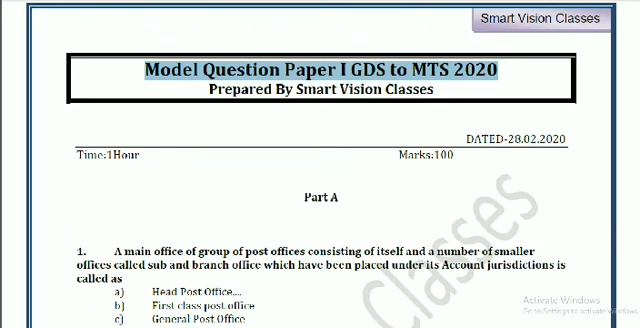 Smart Vision Classes
Model Question Paper I GDS to MTS 2020
Prepared By Smart Vision Classes
DATED-28.02.2020
Time:1Hour Marks:100
Part A
1. A main office of group of post offices consisting of itself and a number of smaller
offices called sub and branch office which have been placed under its Account jurisdictions is
called as
a) Head Post Office....
b) First class post office
c) General Post Office
Classes
Activate Windows
Go to Settings to activate Windows